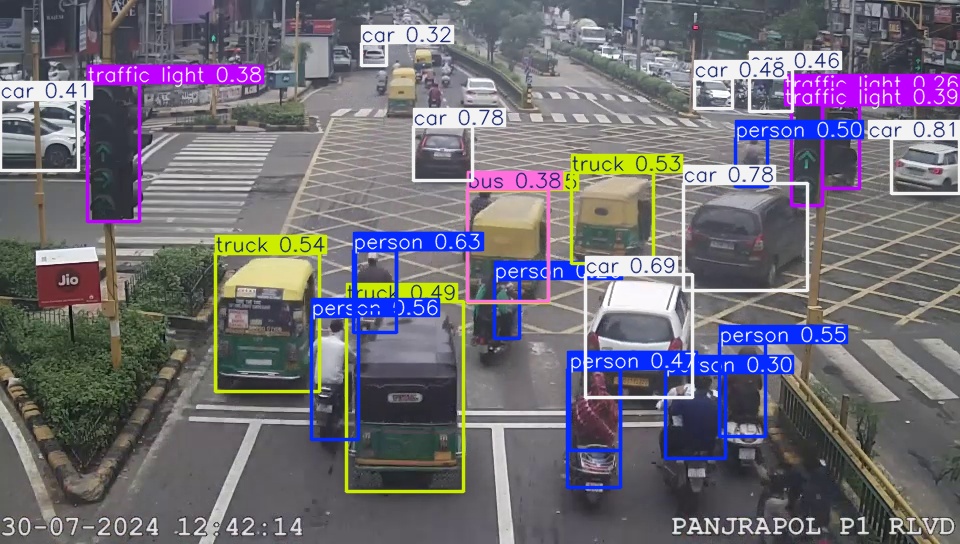 car 0.32
traffic light 0.38
car 0.48
0.46
traffic light 0.26
traffic light 0.39
car 0.41
car 0.78
person 0.50
car 0.81
truck 0.53
bus 0.38
5
car 0.78
truck 0.54
person 0.63
person
car 0.69
Jio
truck 0.49
person 0.56
person 0.55
person 0.47
son 0.30
30-07-2024 12:42:14
PANJRAPOL P1 RLVD